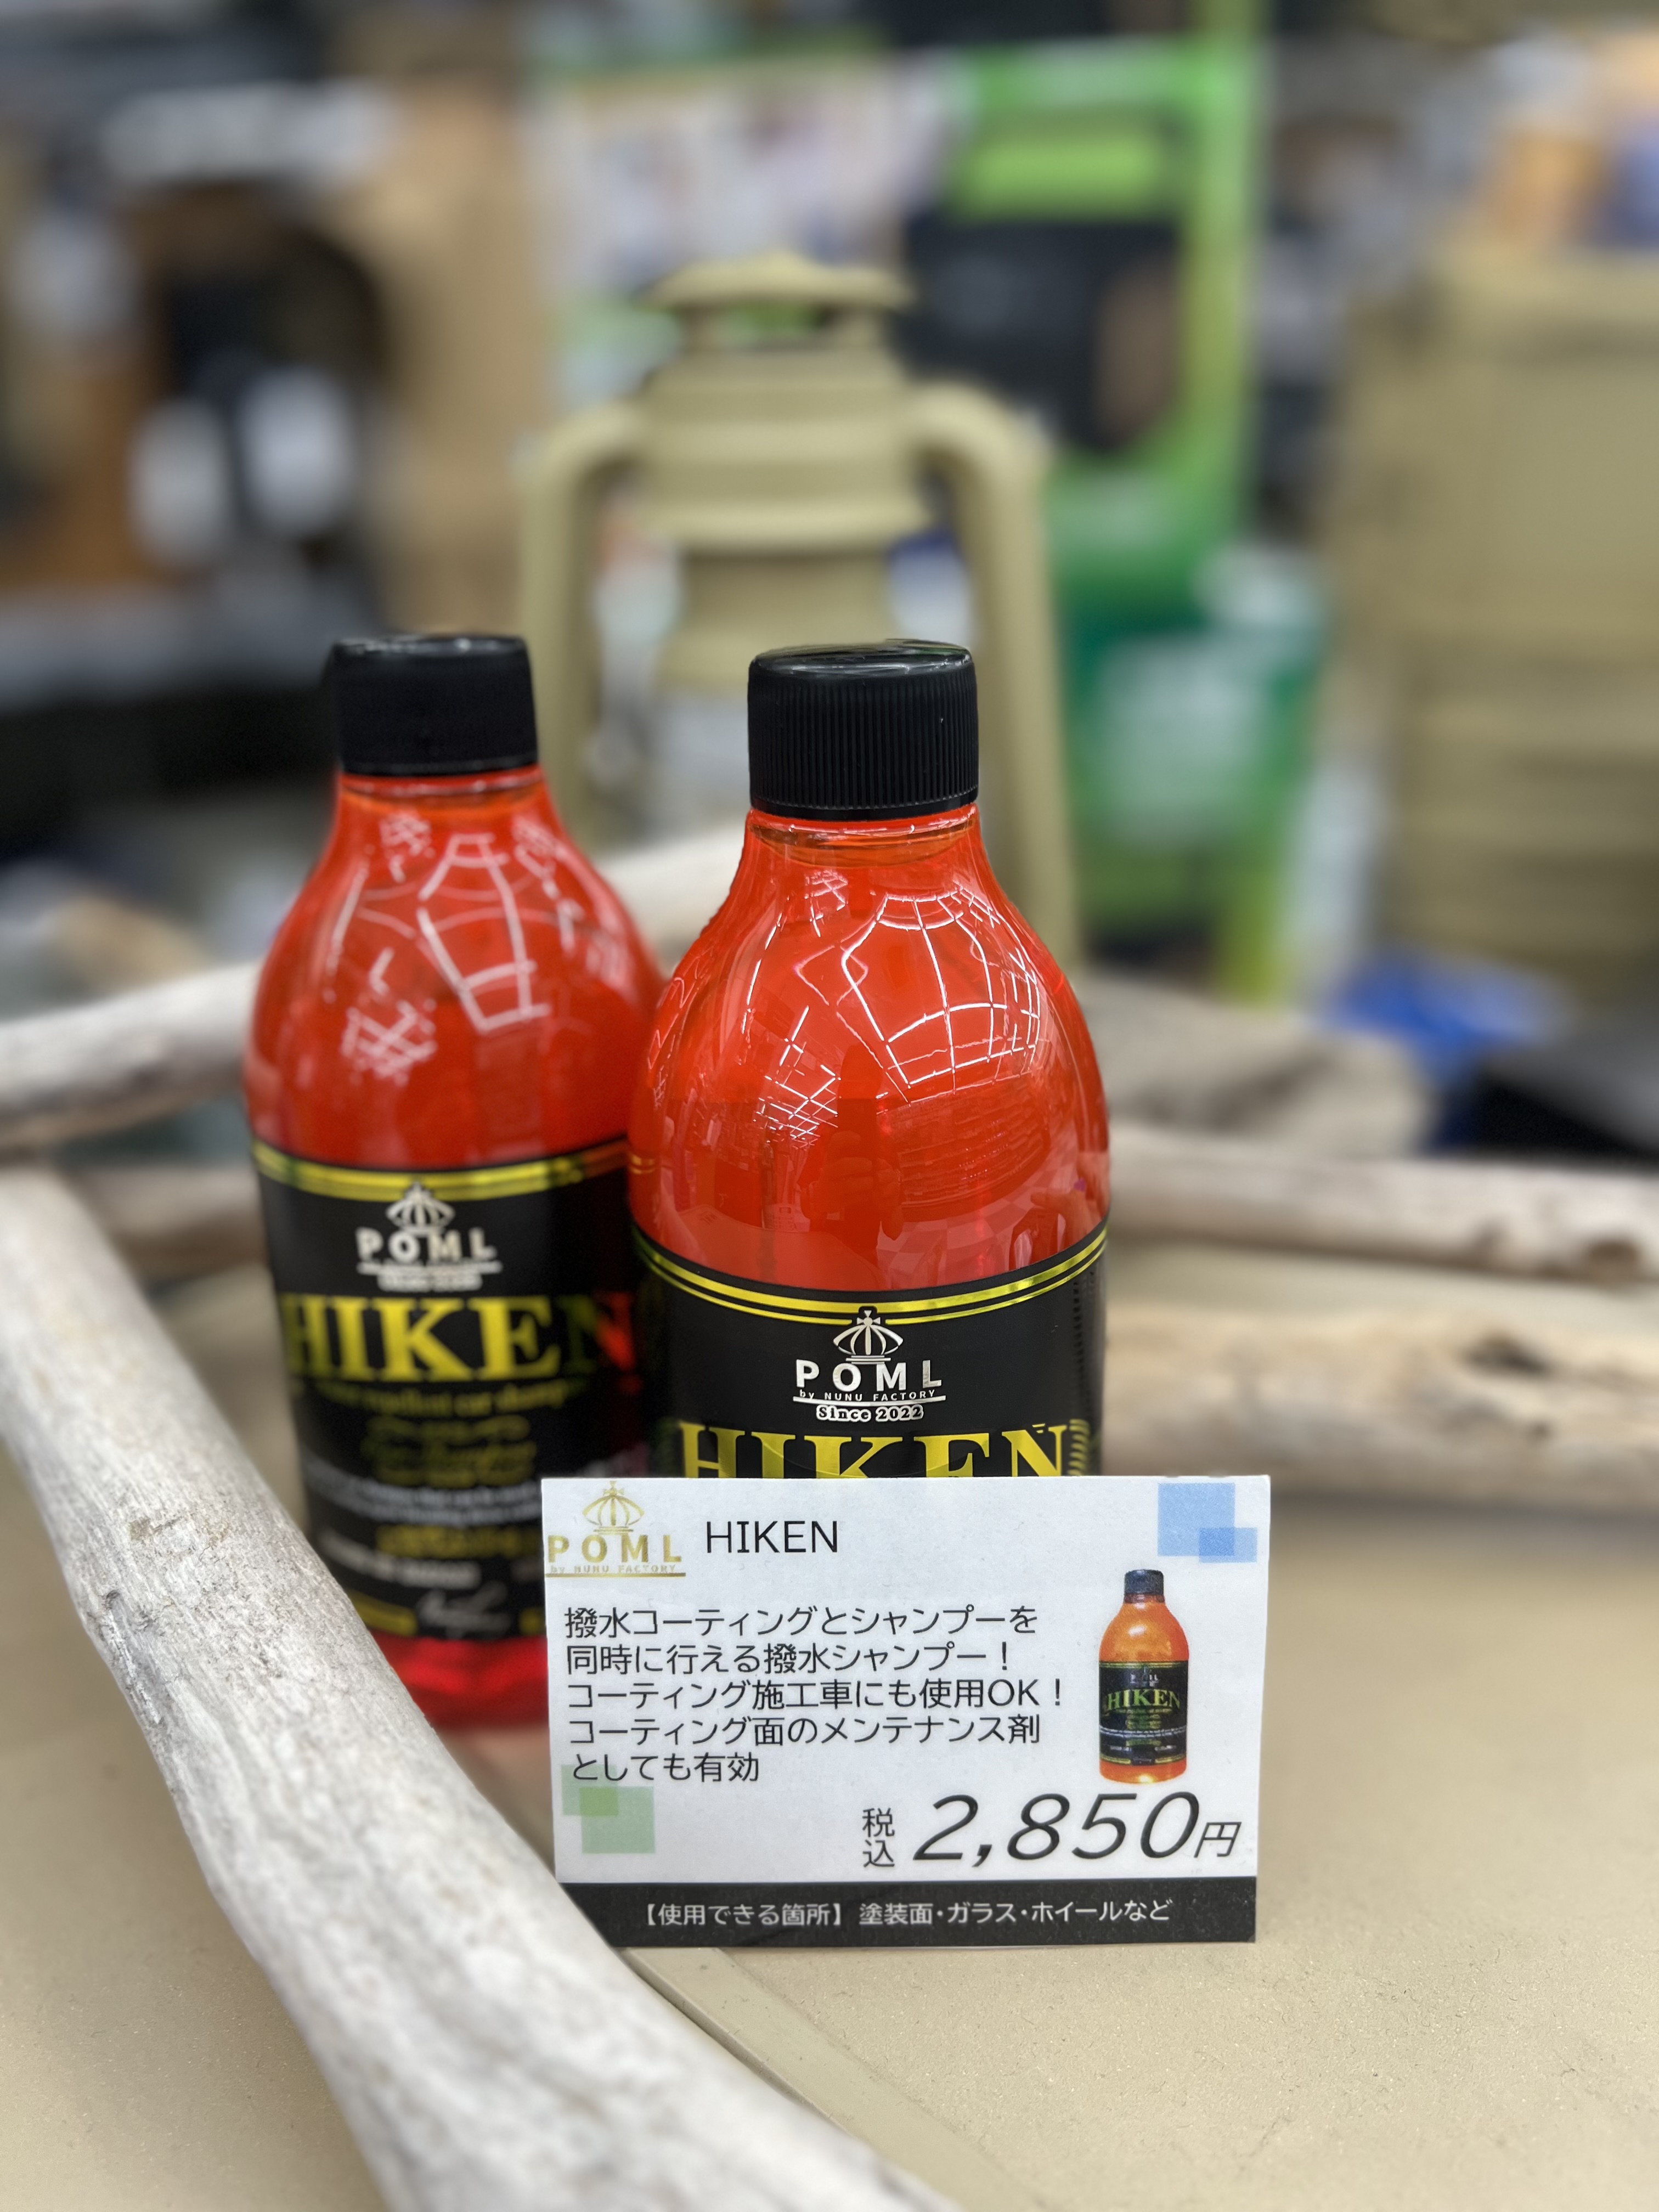 POML
HIKEN
POML
by NUNU FACTORY
Since 2022
HIKEN
POML
by NUNU FACTORY
HIKEN
撥水コーティングとシャンプーを
同時に行える撥水シャンプー！
コーティング施工車にも使用OK！
コーティング面のメンテナンス剤
としても有効
HIKEN
税込 2,850円
【使用できる箇所】塗装面・ガラス・ホイールなど